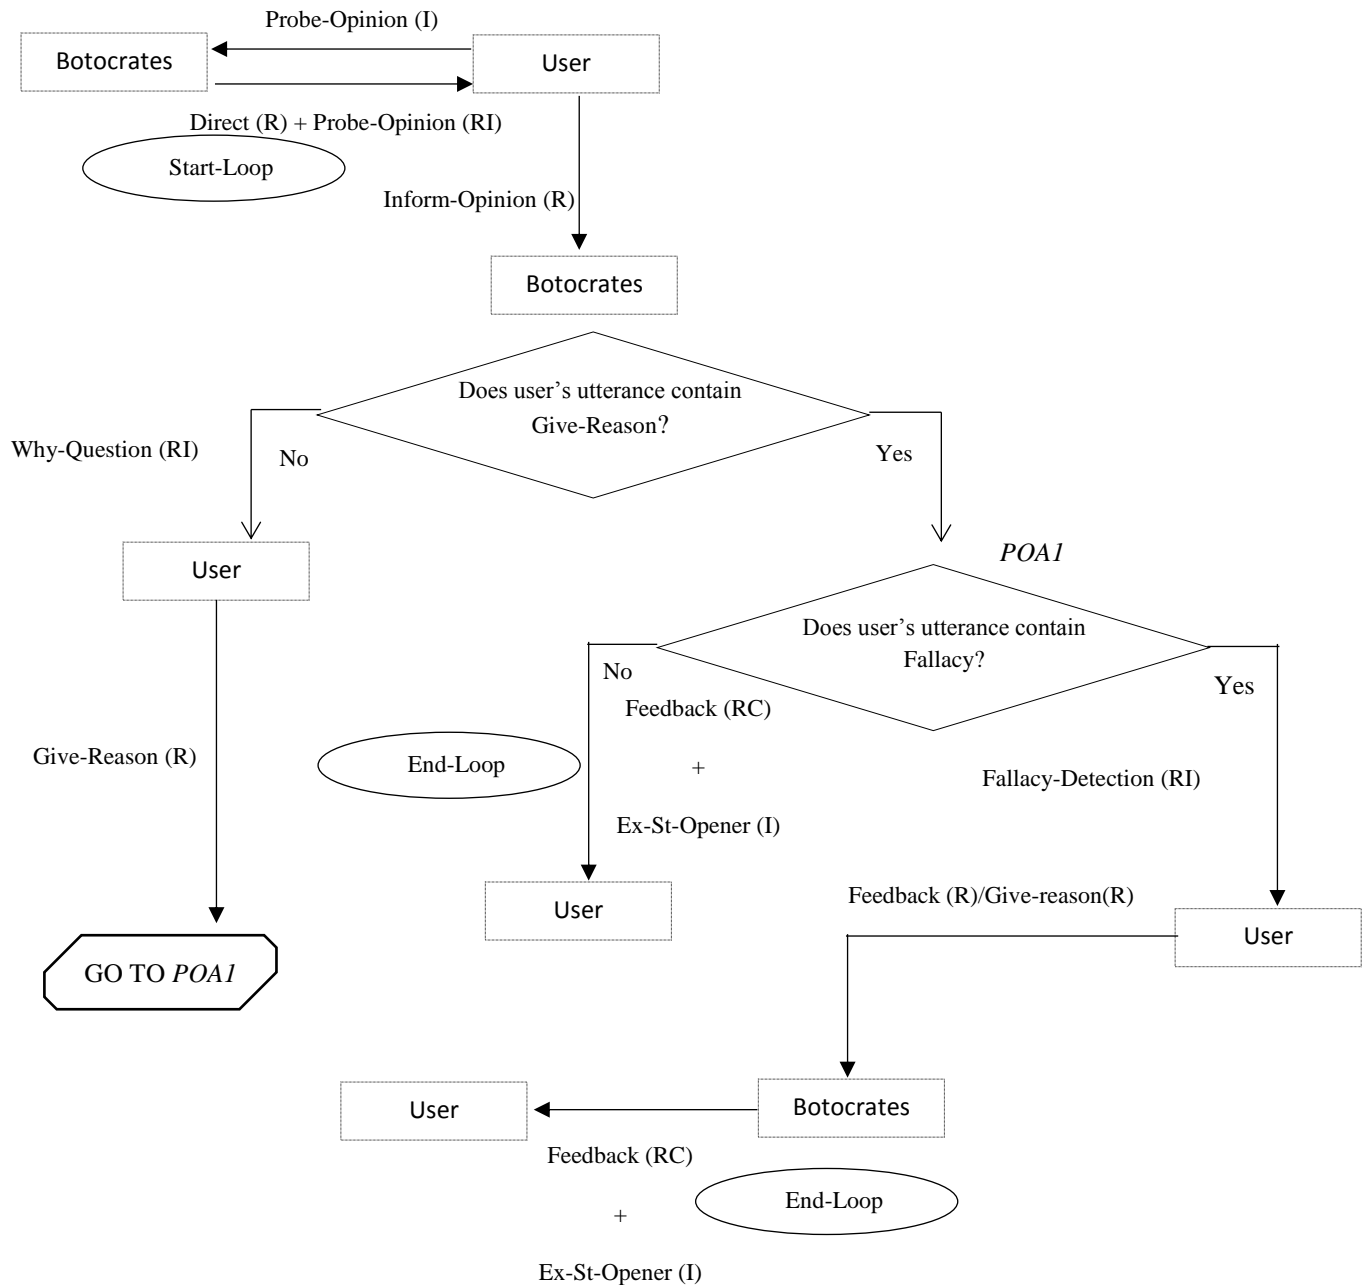 Probe-Opinion (I)
Botocrates
User
Direct (R) + Probe-Opinion (RI)
Start-Loop
Inform-Opinion (R)
Botocrates
Does user’s utterance contain
Give-Reason?
Why-Question (RI)
No
Yes
User
POA1
Does user’s utterance contain
Fallacy?
No
Yes
Feedback (RC)
Give-Reason (R)
End-Loop
+
Fallacy-Detection (RI)
Ex-St-Opener (I)
User
Feedback (R)/Give-reason(R)
User
GO TO POA1
User
Botocrates
Feedback (RC)
End-Loop
+
Ex-St-Opener (I)